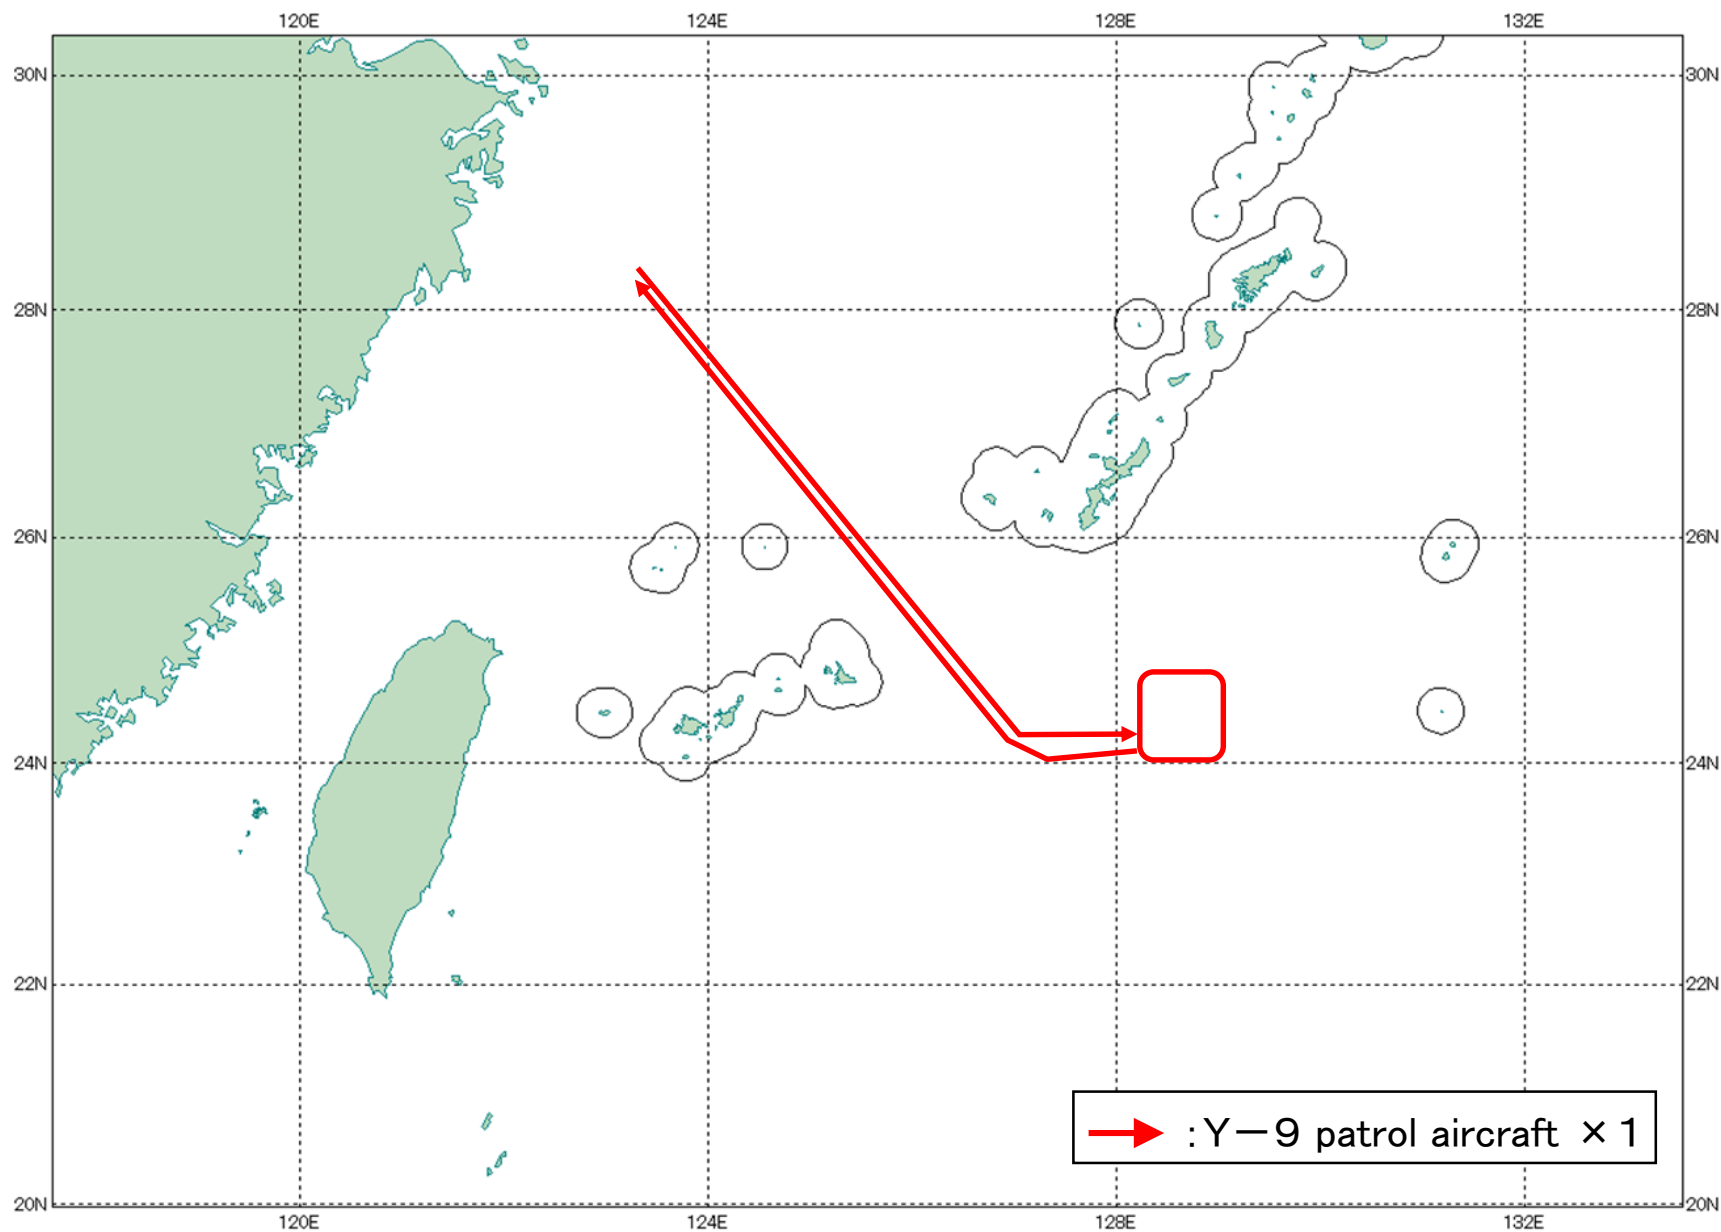 120E 124E 128E 132E
30N 30N
28N 28N
26N 26N
24N 24N
22N 22N
:Y－9 patrol aircraft ×1
20N 20N
120E 124E 128E 132E